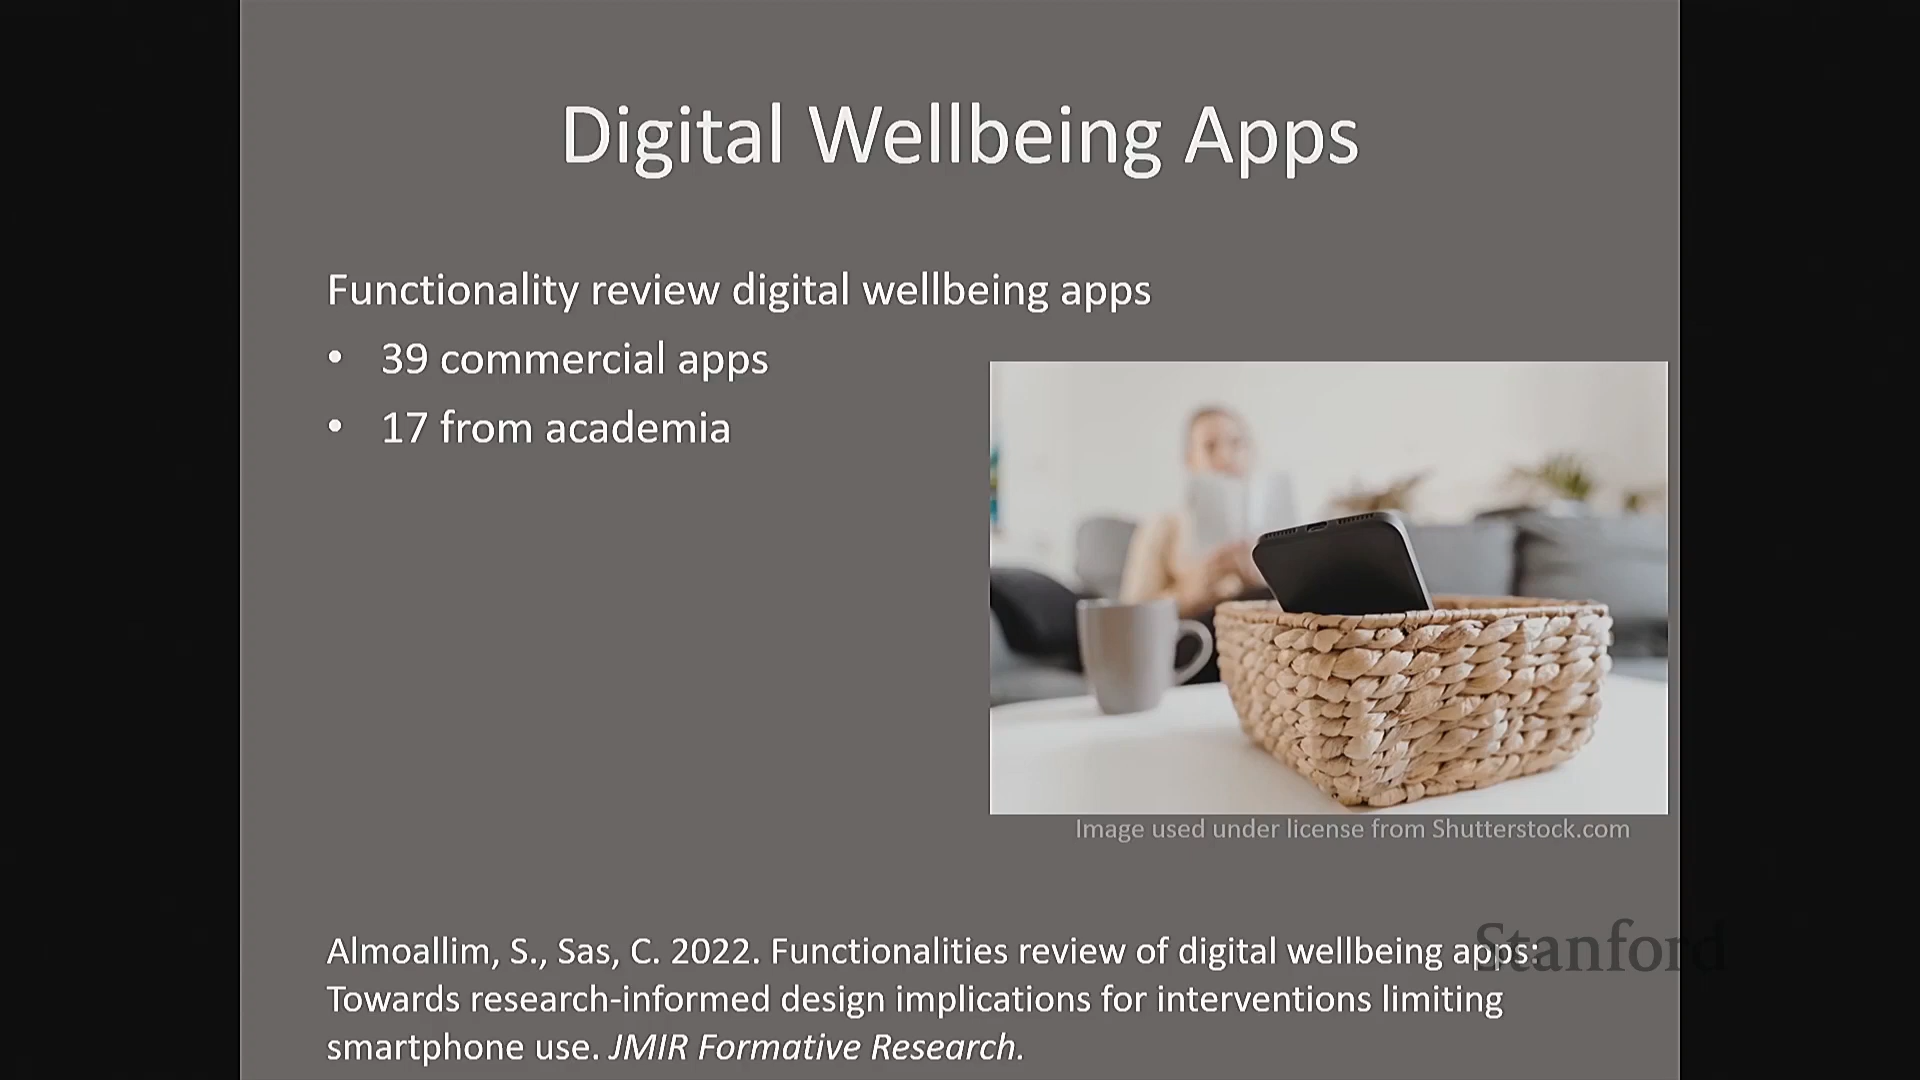 Digital Wellbeing Apps
Functionality review digital wellbeing apps
• 39 commercial apps
• 17 from academia
Image used under license from Shutterstock.com
Almoallim, S., Sas, C. 2022. Functionalities review of digital wellbeing apps:
Towards research-informed design implications for interventions limiting
smartphone use. JMIR Formative Research.
Stanford